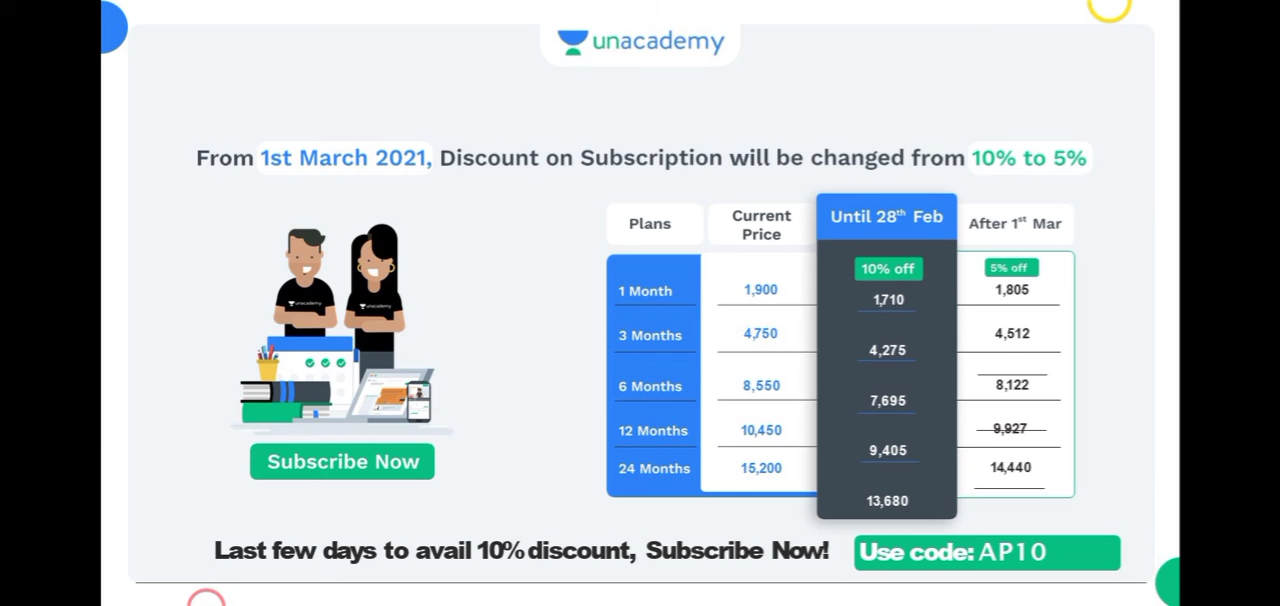 unacademy
From 1st March 2021, Discount on Subscription will be changed from 10% to 5%
Plans Current Price Until 28th Feb After 1st Mar
10% off 5% off
1 Month 1,900 1,710 1,805
3 Months 4,750 4,275 4,512
6 Months 8,550 7,695 8,122
12 Months 10,450 9,405 9,927
24 Months 15,200 13,680 14,440
unacademy unacademy
Subscribe Now
Last few days to avail 10% discount, Subscribe Now! Use code: AP10